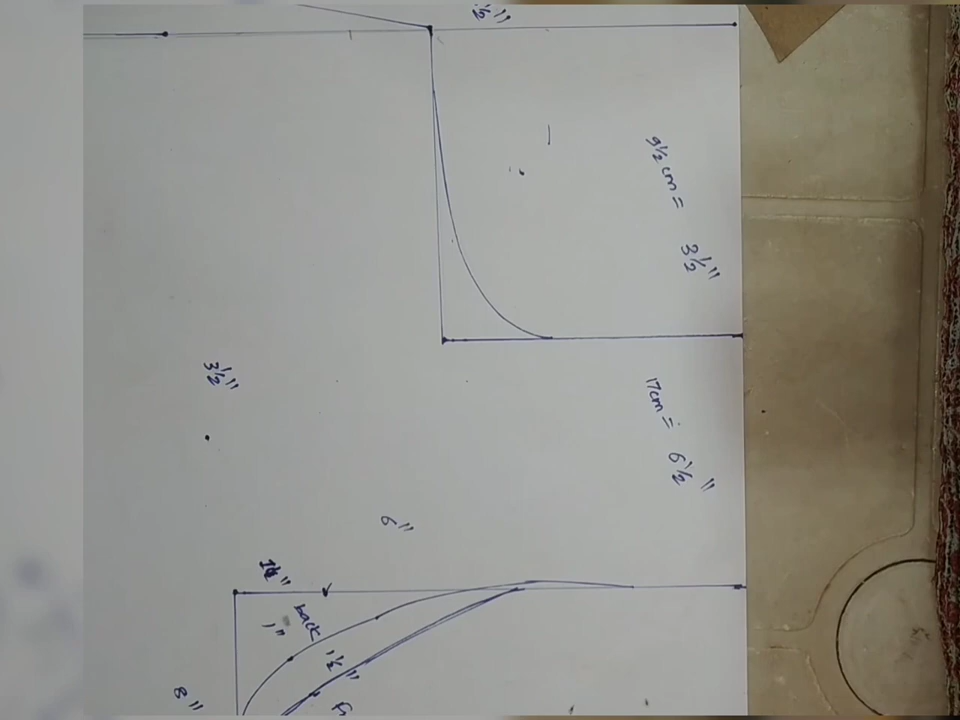 ½"
9½ cm = 3½"
3½"
17cm = 6½"
6"
1"
back
1½"
8"